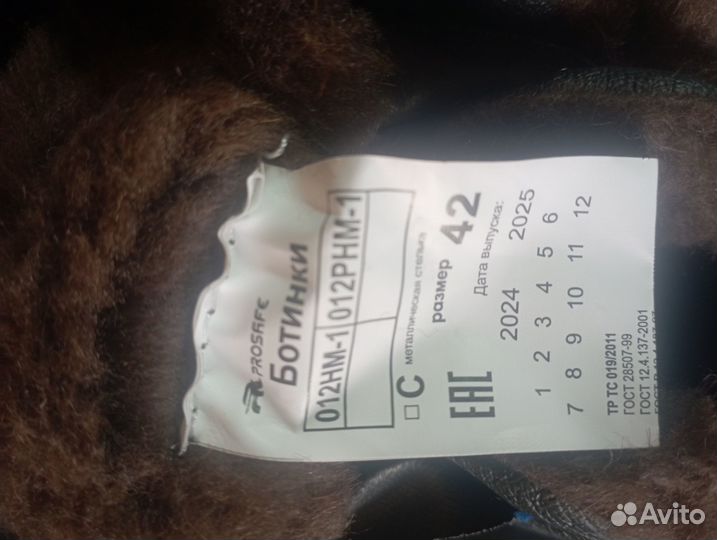 PROSAFE
Ботинки
012НМ-1 012РНМ-1
С металлическая стелька
размер 42
ЕАС
Дата выпуска:
2024 2025
1 2 3 4 5 6
7 8 9 10 11 12
ТР ТС 019/2011
ГОСТ 28507-99
ГОСТ 12.4.137-2001
Avito